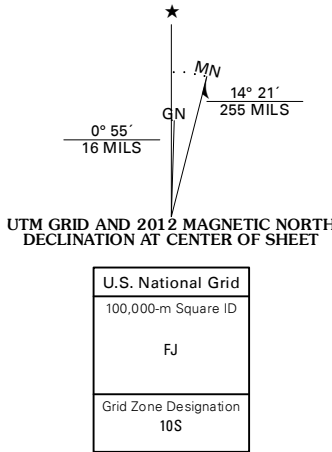 ★
MN
GN
14° 21´
255 MILS
0° 55´
16 MILS
UTM GRID AND 2012 MAGNETIC NORTH
DECLINATION AT CENTER OF SHEET
U.S. National Grid
100,000-m Square ID
FJ
Grid Zone Designation
10S